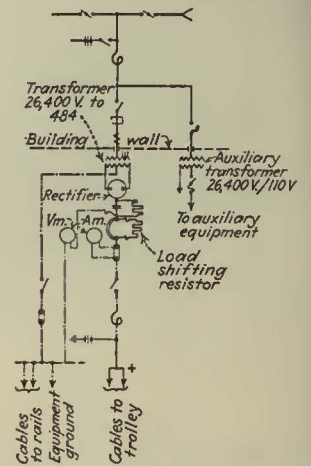 Transformer
26,400 V. to
484
Building wall
Auxiliary
transformer
26,400V./110V
Rectifier
Vm. Am.
To auxiliary
equipment
Load
shifting
resistor
+
Cables
to rails
Equipment
ground
Cables to
trolley